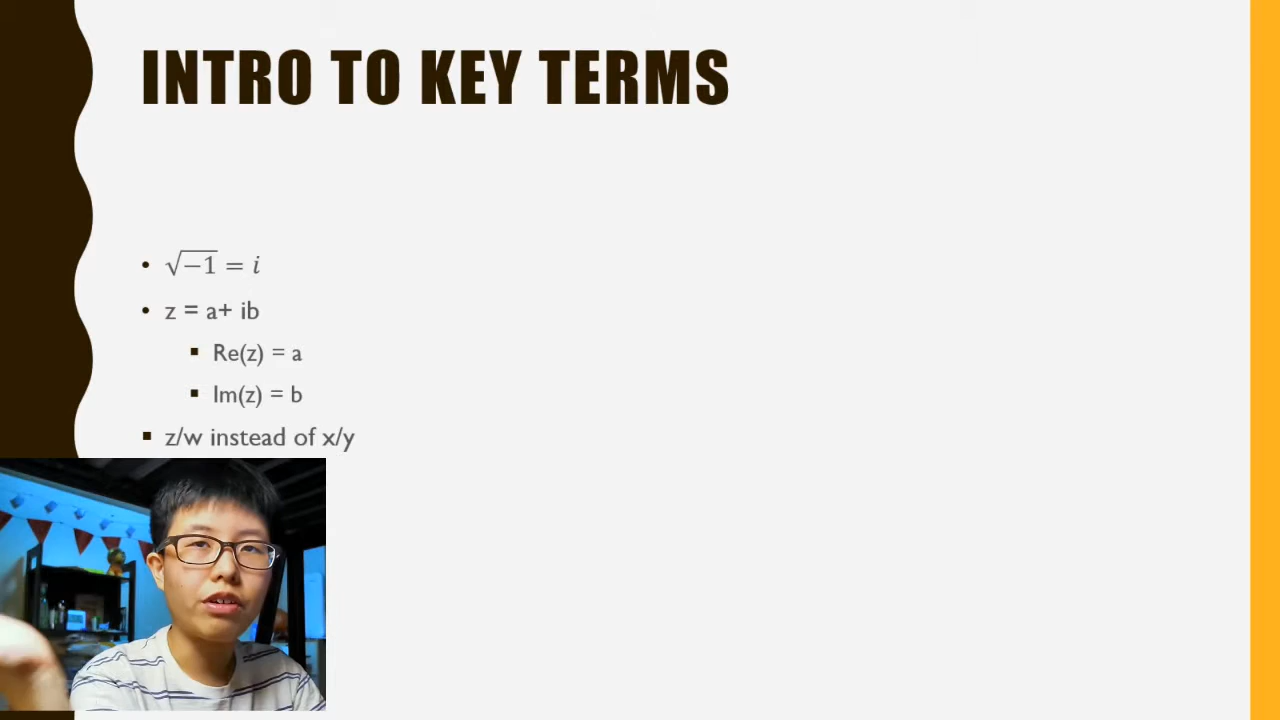 INTRO TO KEY TERMS
√−1 = i
z = a+ ib
Re(z) = a
Im(z) = b
z/w instead of x/y